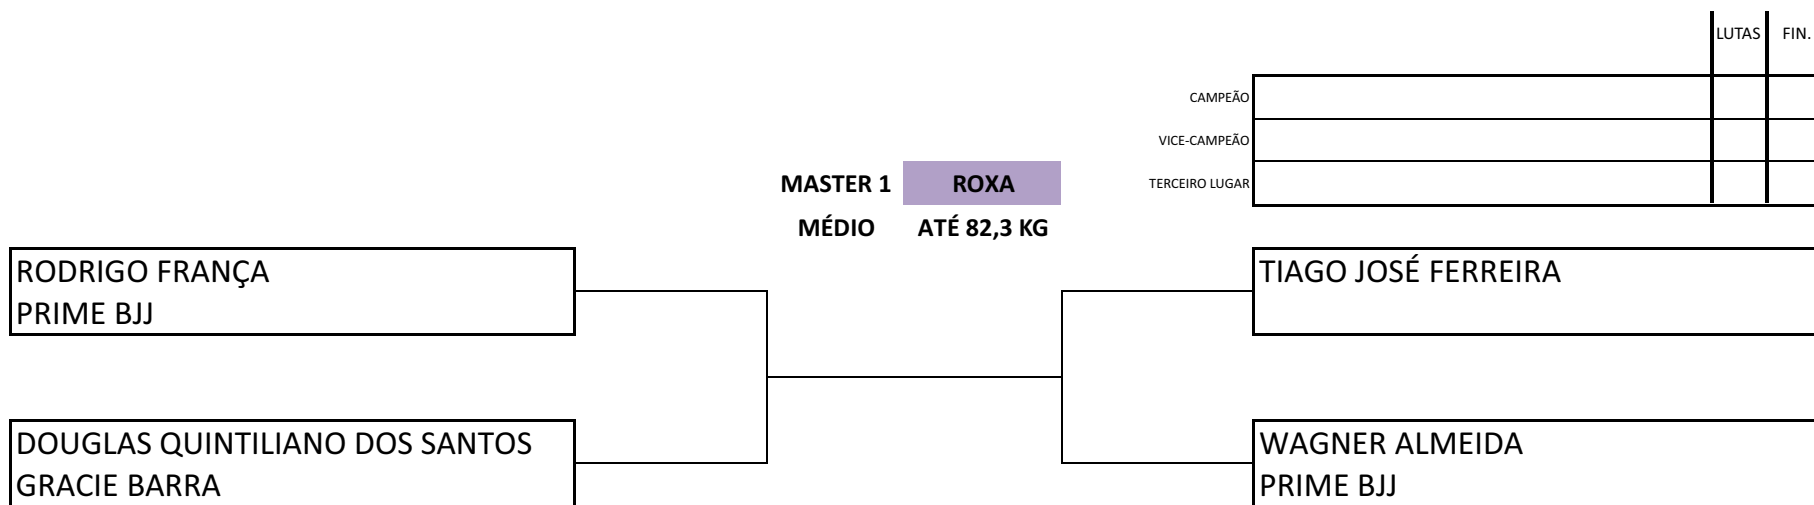 LUTAS FIN.
CAMPEÃO
VICE-CAMPEÃO
TERCEIRO LUGAR
MASTER 1 ROXA
MÉDIO ATÉ 82,3 KG
RODRIGO FRANÇA
PRIME BJJ
TIAGO JOSÉ FERREIRA
DOUGLAS QUINTILIANO DOS SANTOS
GRACIE BARRA
WAGNER ALMEIDA
PRIME BJJ